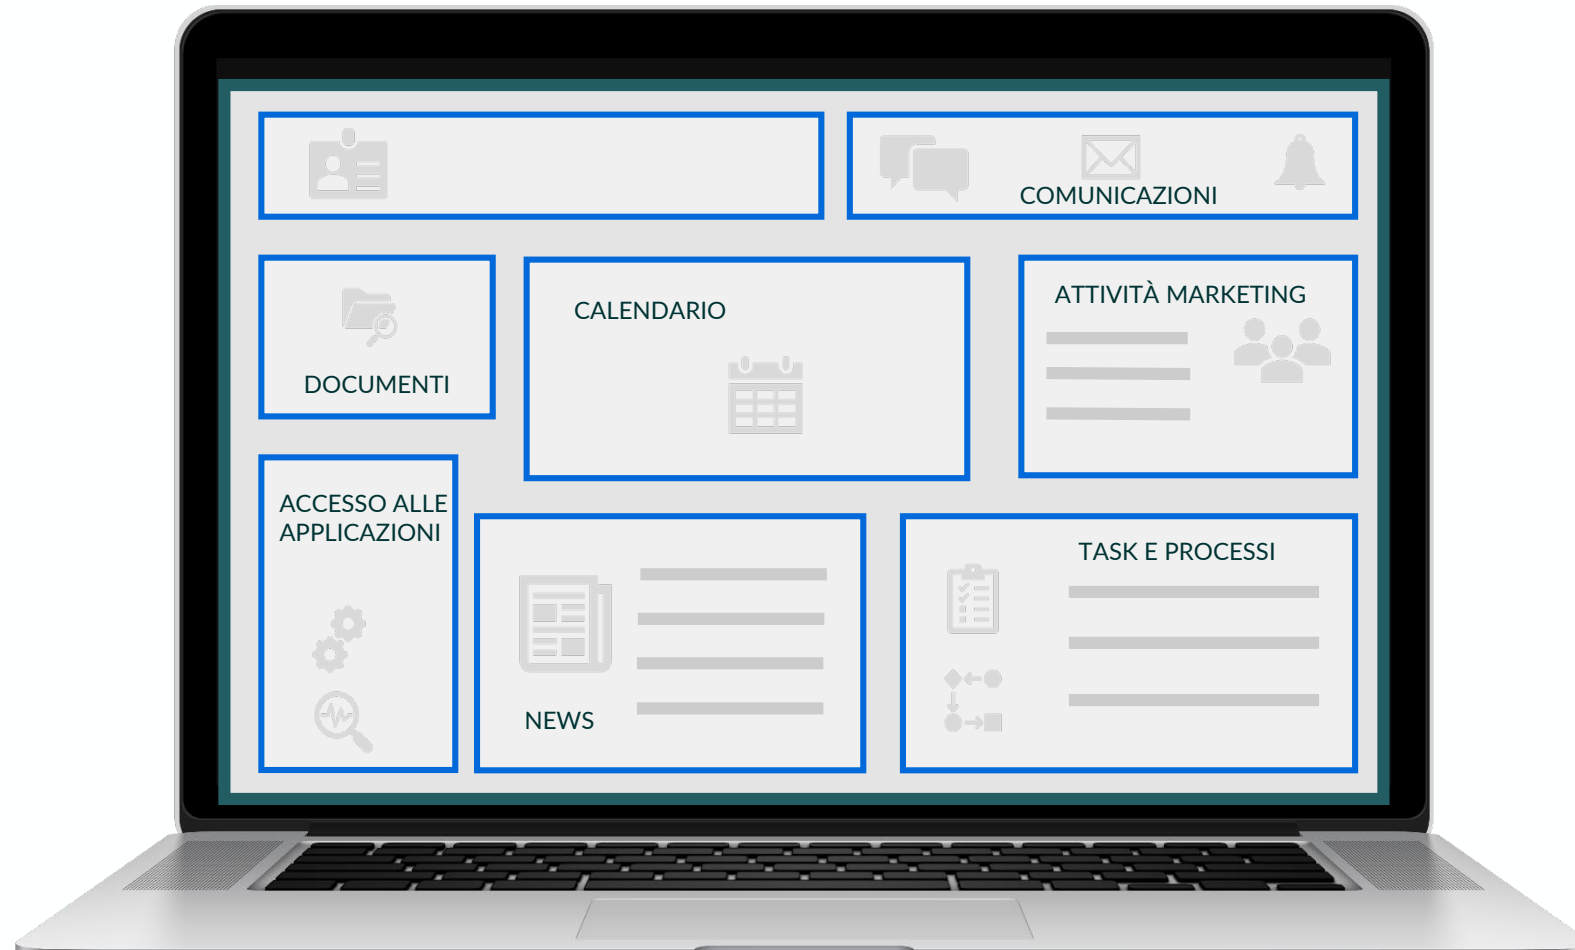 COMUNICAZIONI
DOCUMENTI
CALENDARIO
ATTIVITÀ MARKETING
ACCESSO ALLE
APPLICAZIONI
NEWS
TASK E PROCESSI